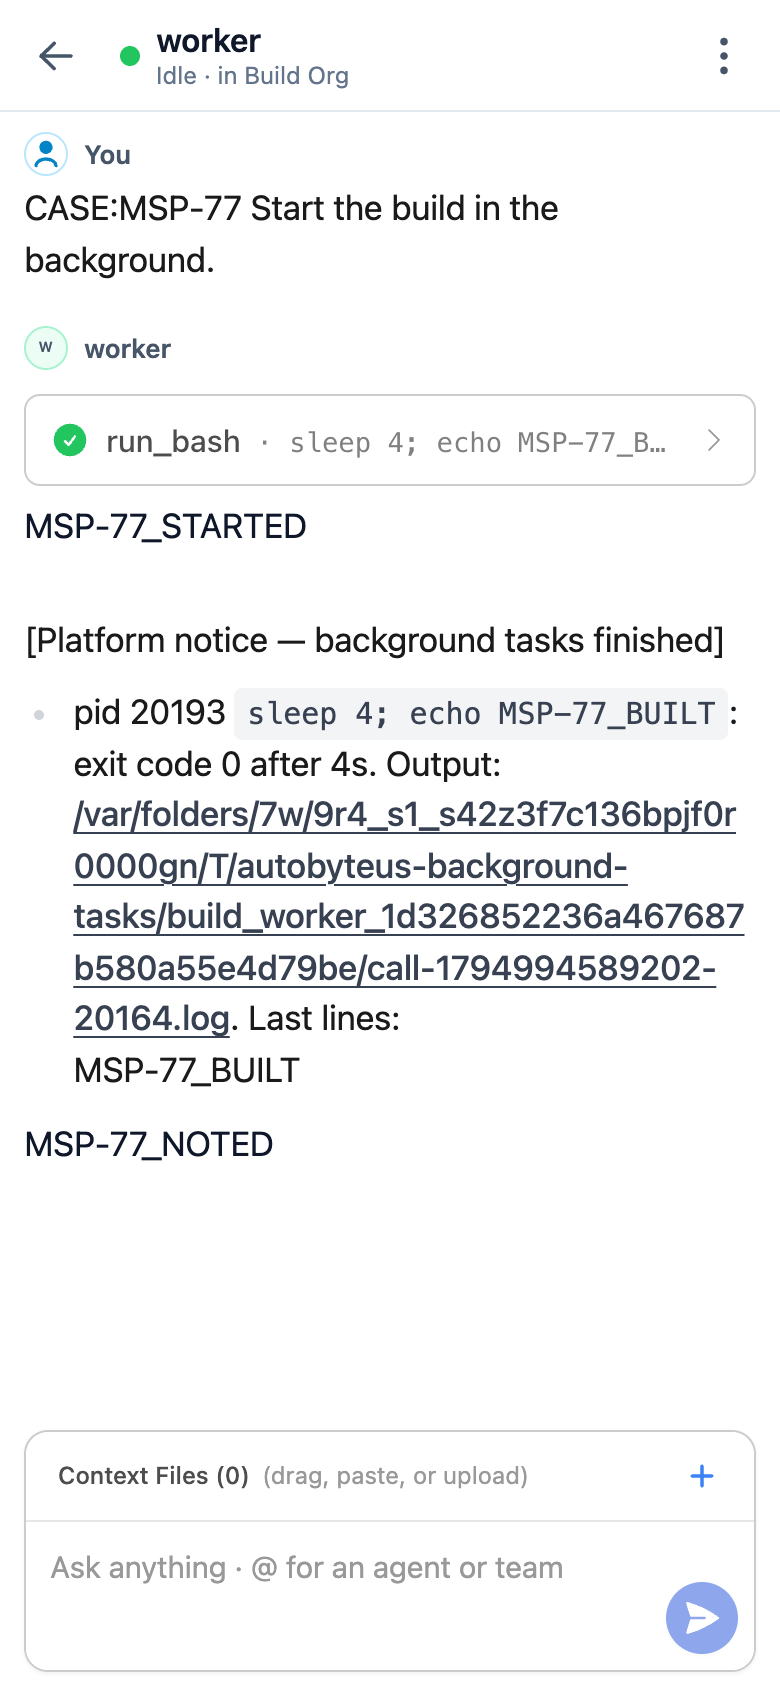 worker
Idle · in Build Org
You
CASE:MSP-77 Start the build in the
background.
W
worker
run_bash · sleep 4; echo MSP-77_B…
MSP-77_STARTED
[Platform notice — background tasks finished]
pid 20193 sleep 4; echo MSP-77_BUILT :
exit code 0 after 4s. Output:
/var/folders/7w/9r4_s1_s42z3f7c136bpjf0r
0000gn/T/autobyteus-background-
tasks/build_worker_1d326852236a467687
b580a55e4d79be/call-1794994589202-
20164.log. Last lines:
MSP-77_BUILT
MSP-77_NOTED
Context Files (0) (drag, paste, or upload)
Ask anything · @ for an agent or team